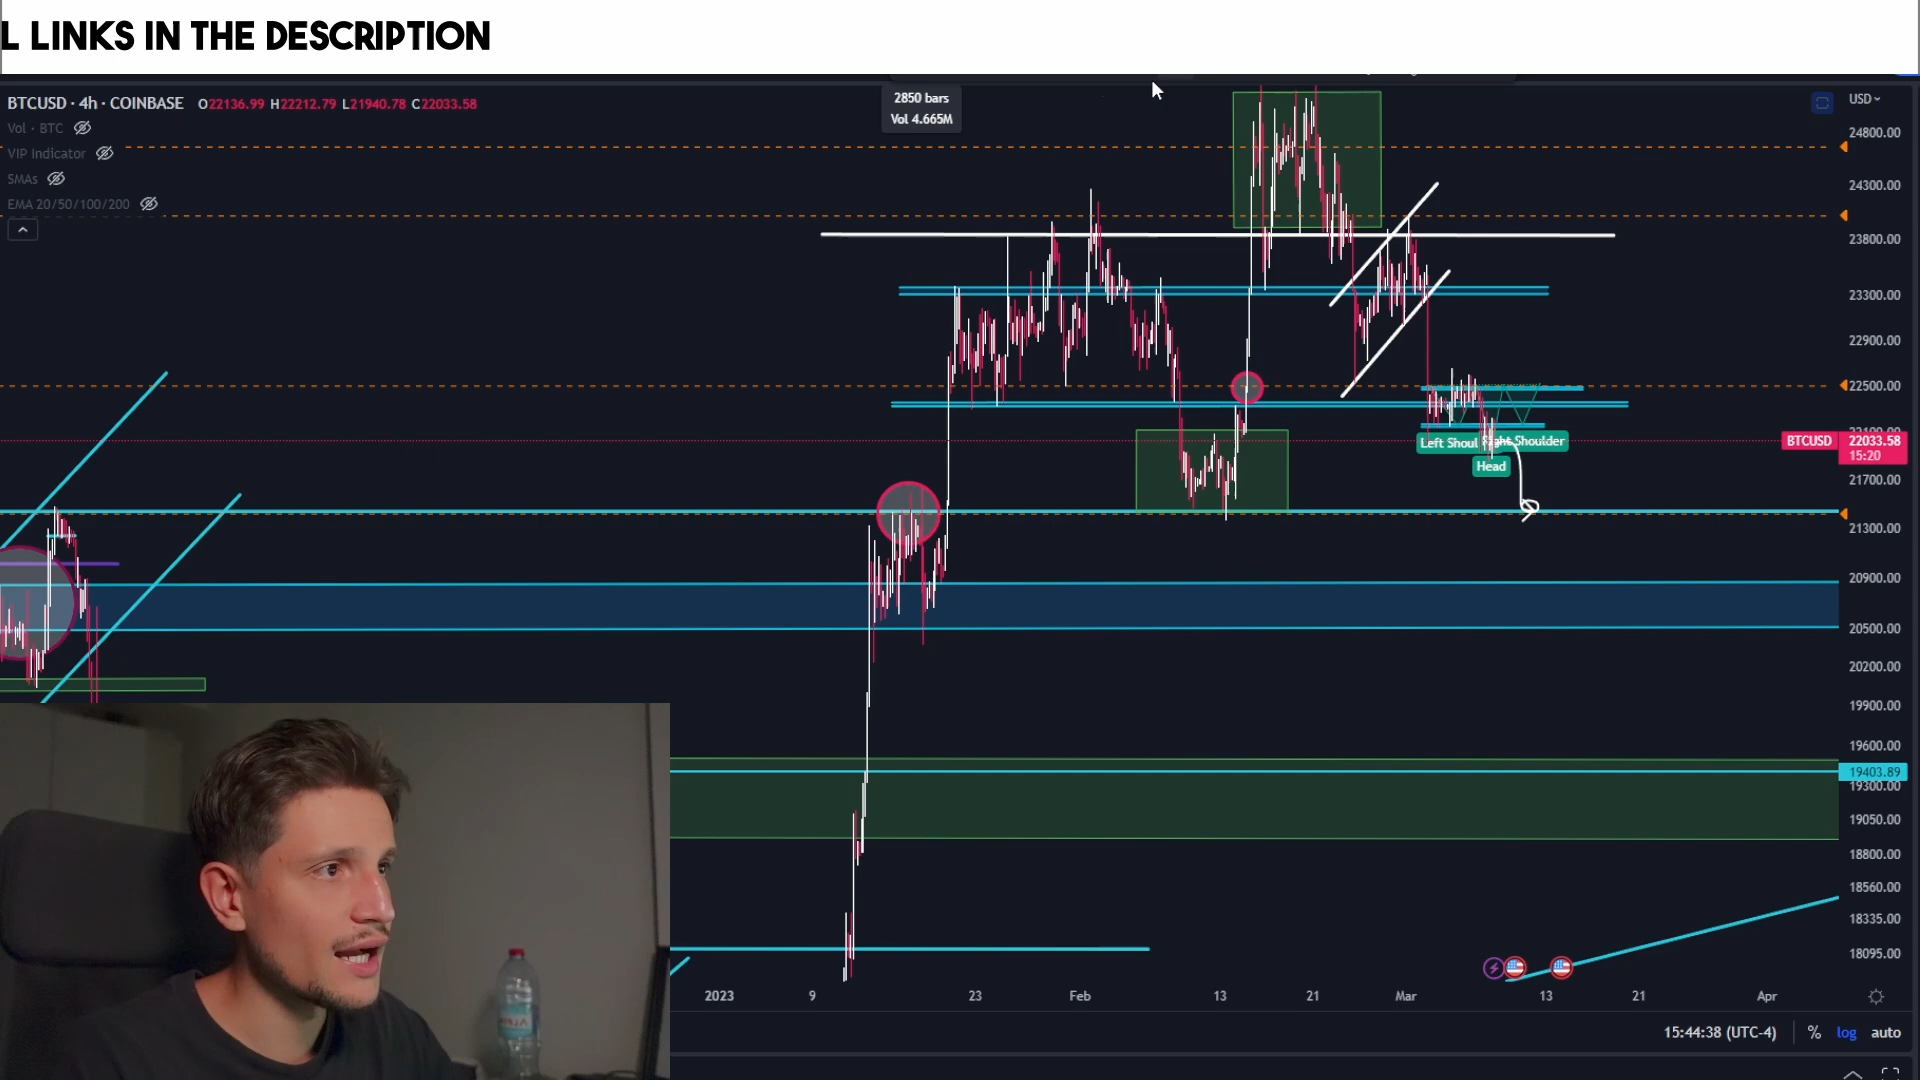 L LINKS IN THE DESCRIPTION
BTCUSD · 4h · COINBASE O22136.99 H22212.79 L21940.78 C22033.58
Vol · BTC
VIP Indicator
SMAs
EMA 20/50/100/200
2850 bars
Vol 4.665M
USD
24800.00
24300.00
23800.00
23300.00
22900.00
22500.00
BTCUSD 22033.58
15:20
21700.00
21300.00
20900.00
20500.00
20200.00
19900.00
19600.00
19403.89
19300.00
19050.00
18800.00
18560.00
18335.00
18095.00
Left Shoul
Right Shoulder
Head
2023 9 23 Feb 13 21 Mar 13 21 Apr
15:44:38 (UTC-4) % log auto